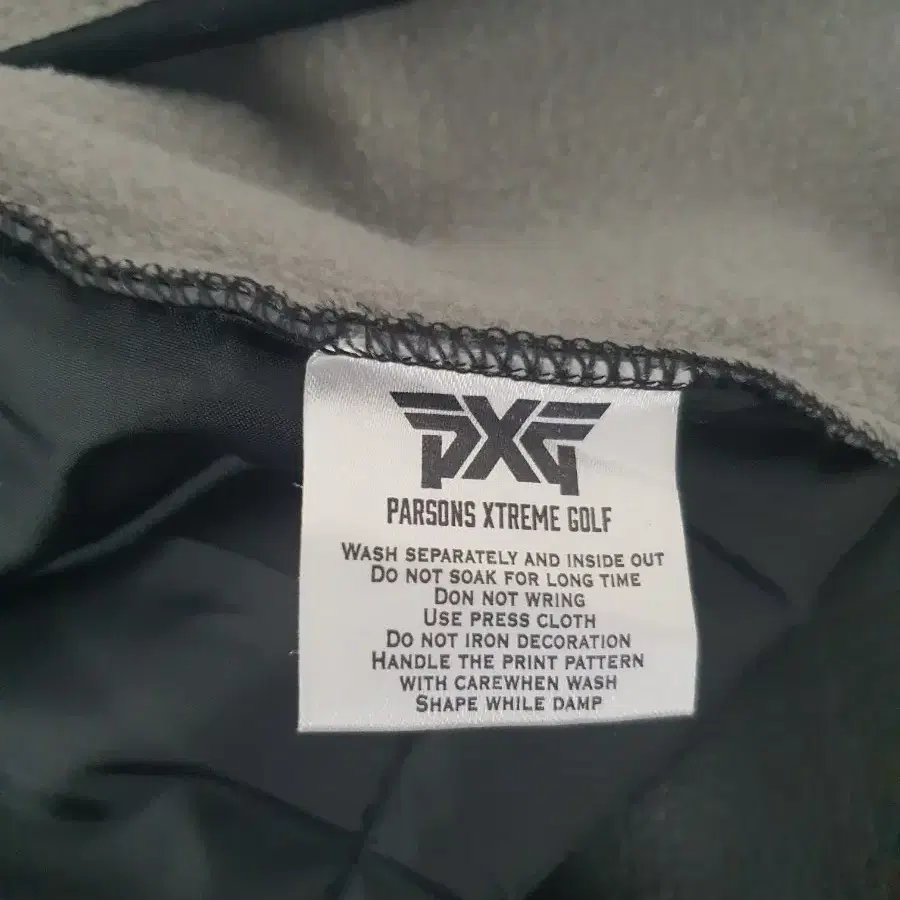 PXG
PARSONS XTREME GOLF
WASH SEPARATELY AND INSIDE OUT
DO NOT SOAK FOR LONG TIME
DON NOT WRING
USE PRESS CLOTH
DO NOT IRON DECORATION
HANDLE THE PRINT PATTERN
WITH CAREWHEN WASH
SHAPE WHILE DAMP